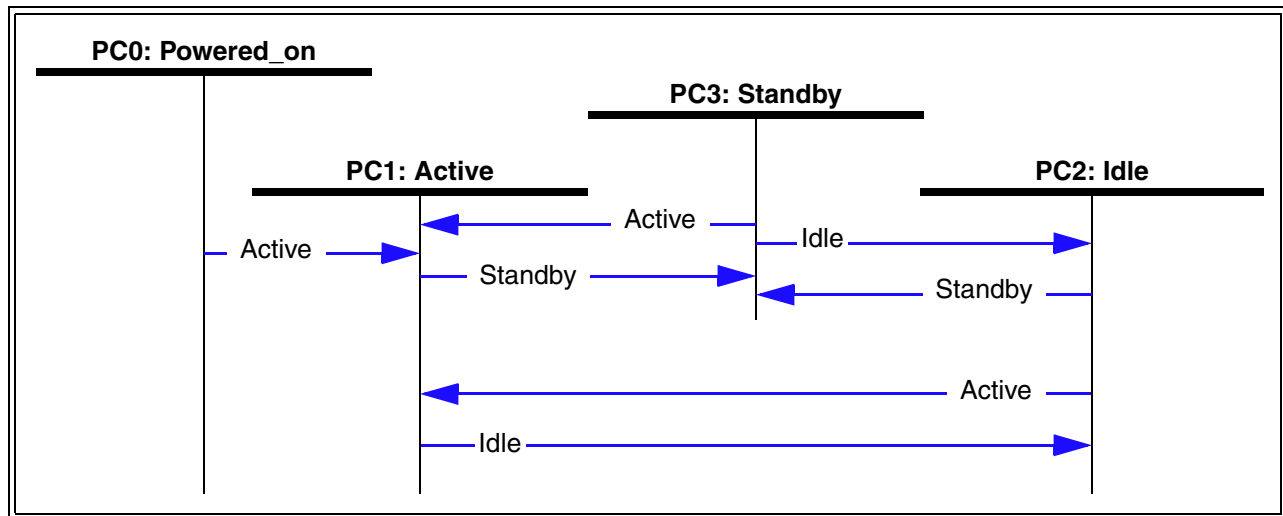 PC0: Powered_on
PC3: Standby
PC1: Active
PC2: Idle
Active
Idle
Active
Standby
Standby
Active
Idle